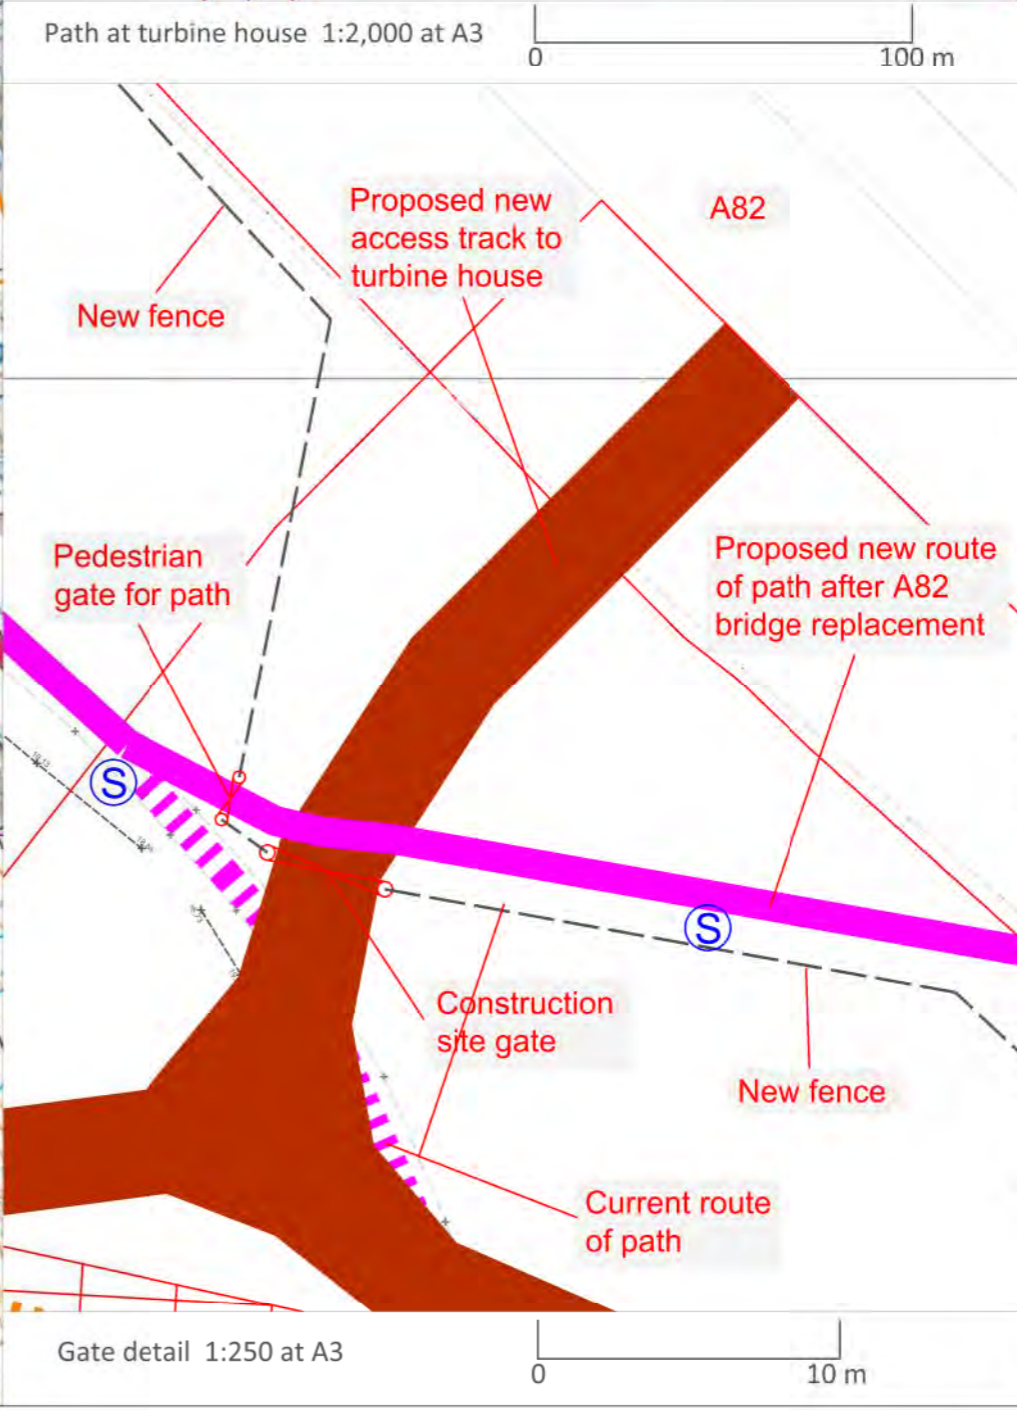 Path at turbine house 1:2,000 at A3
0
100 m
Proposed new
access track to
turbine house
A82
New fence
Pedestrian
gate for path
Proposed new route
of path after A82
bridge replacement
S
S
Construction
site gate
New fence
Current route
of path
Gate detail 1:250 at A3
0
10 m